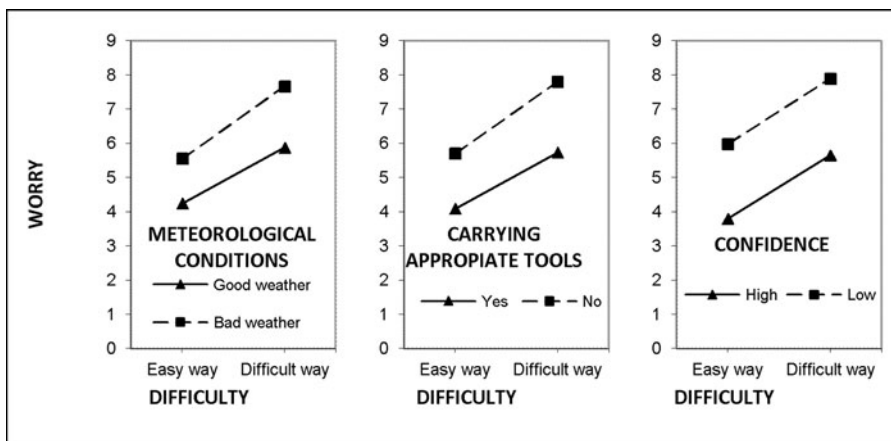 WORRY
9
8
7
6
5
4
3
2
1
0
METEOROLOGICAL
CONDITIONS
Good weather
Bad weather
Easy way Difficult way
DIFFICULTY
9
8
7
6
5
4
3
2
1
0
CARRYING
APPROPIATE TOOLS
Yes No
Easy way Difficult way
DIFFICULTY
9
8
7
6
5
4
3
2
1
0
CONFIDENCE
High Low
Easy way Difficult way
DIFFICULTY